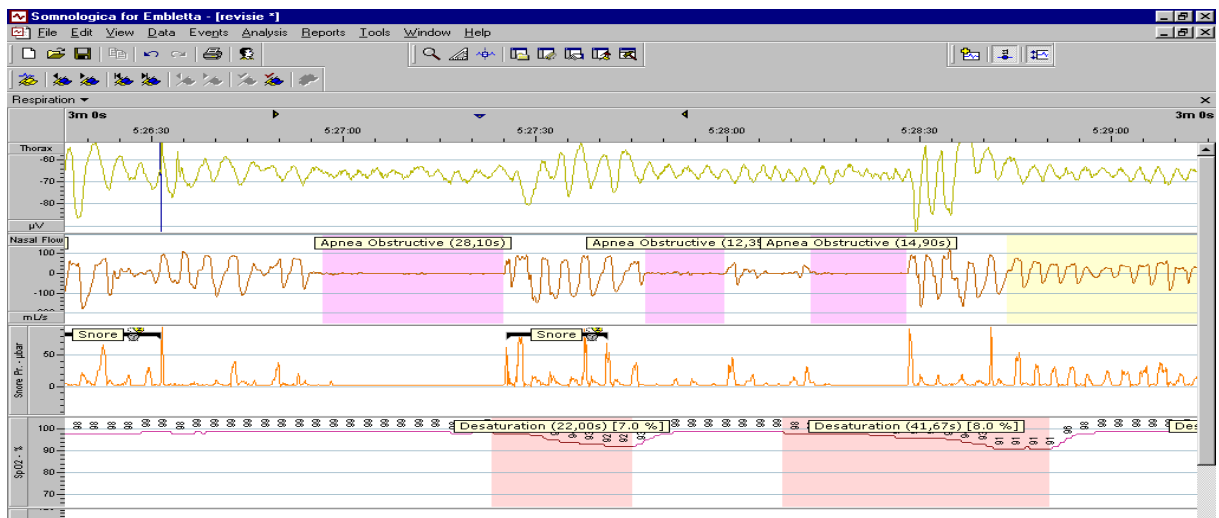 Somnologica for Embletta - [revisie *]
File Edit View Data Events Analysis Reports Tools Window Help
Respiration
3m 0s 3m 0s
5:26:30 5:27:00 5:27:30 5:28:00 5:28:30 5:29:00
Thorax
-60
-70
-80
µV
Nasal Flow
Apnea Obstructive (28,10s) Apnea Obstructive (12,3 Apnea Obstructive (14,90s)
100
0
-100
mL/s
Snore Pr. - µbar
Snore Snore
50
0
SpO2 - %
Desaturation (22,00s) [7.0 %] Desaturation (41,67s) [8.0 %] Des
100
90
80
70